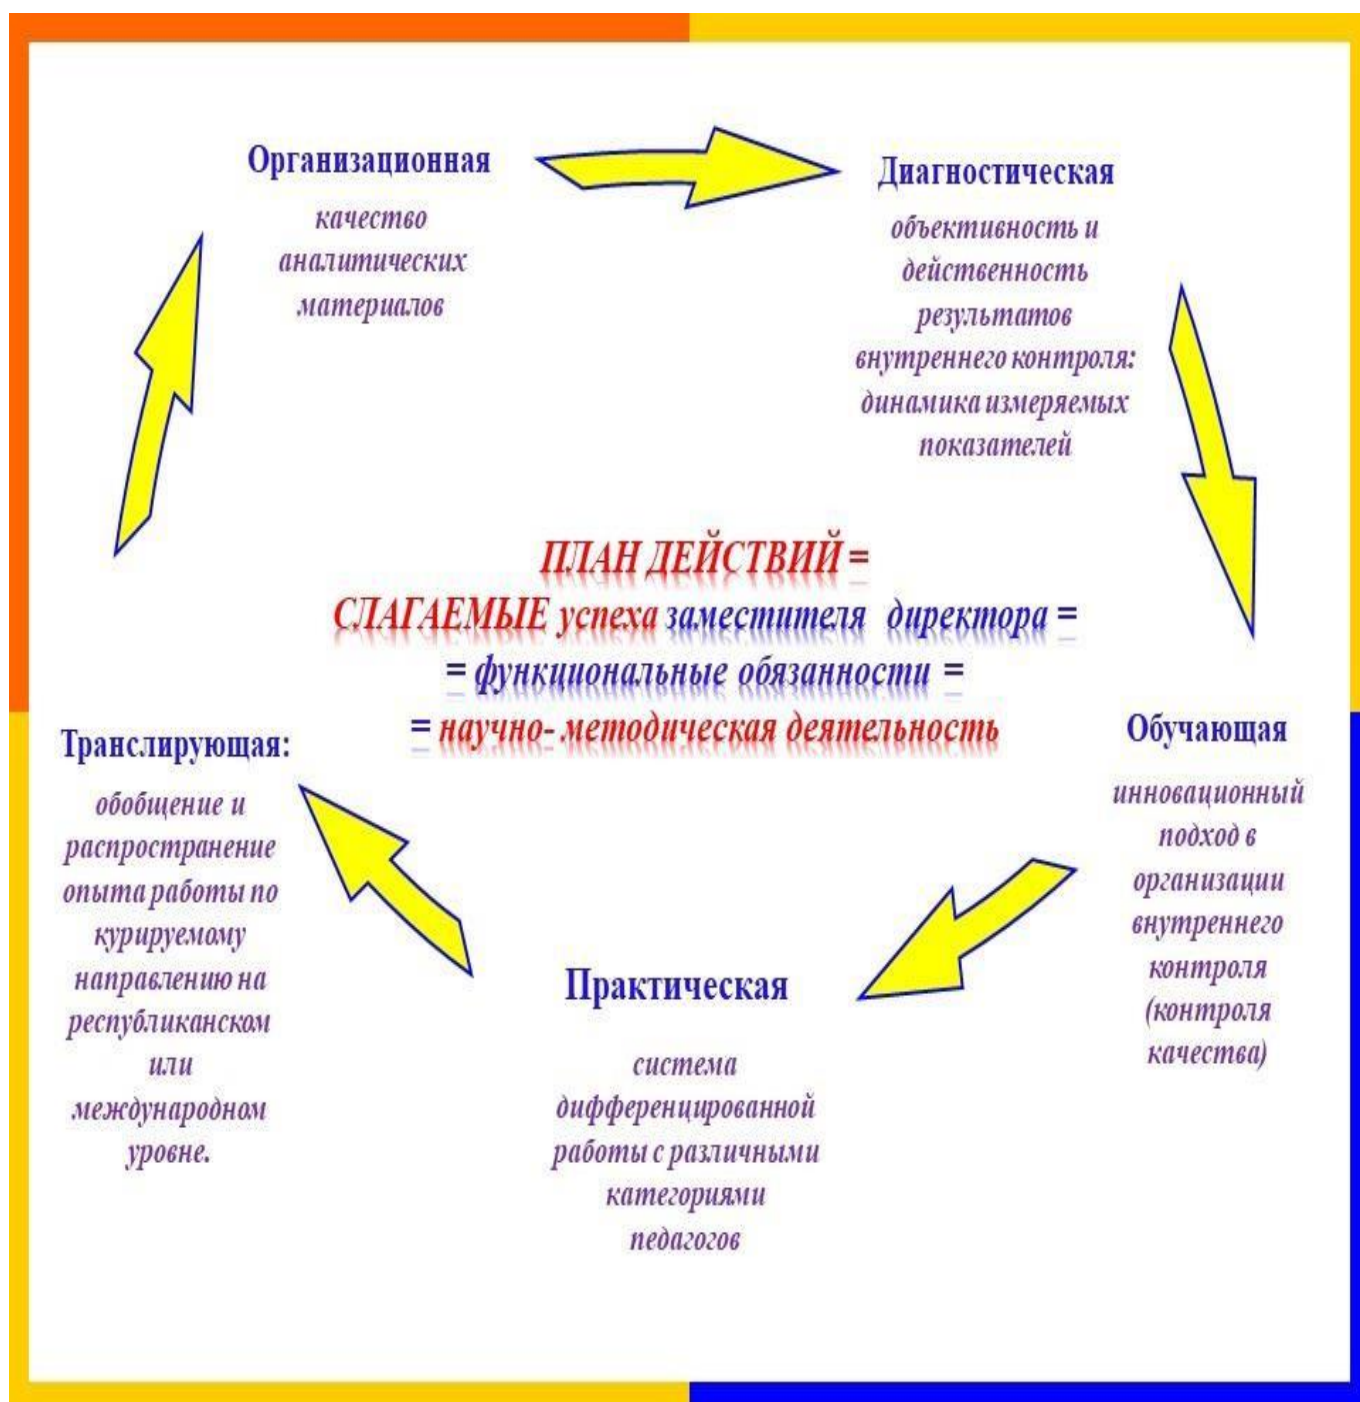 Организационная
качество
аналитических
материалов
Диагностическая
объективность и
действенность
результатов
внутреннего контроля:
динамика измеряемых
показателей
ПЛАН ДЕЙСТВИЙ =
СЛАГАЕМЫЕ успеха заместителя директора =
= функциональные обязанности =
= научно- методическая деятельность
Обучающая
инновационный
подход в
организации
внутреннего
контроля
(контроля
качества)
Практическая
система
дифференцированной
работы с различными
категориями
педагогов
Транслирующая:
обобщение и
распространение
опыта работы по
курируемому
направлению на
республиканском
или
международном
уровне.